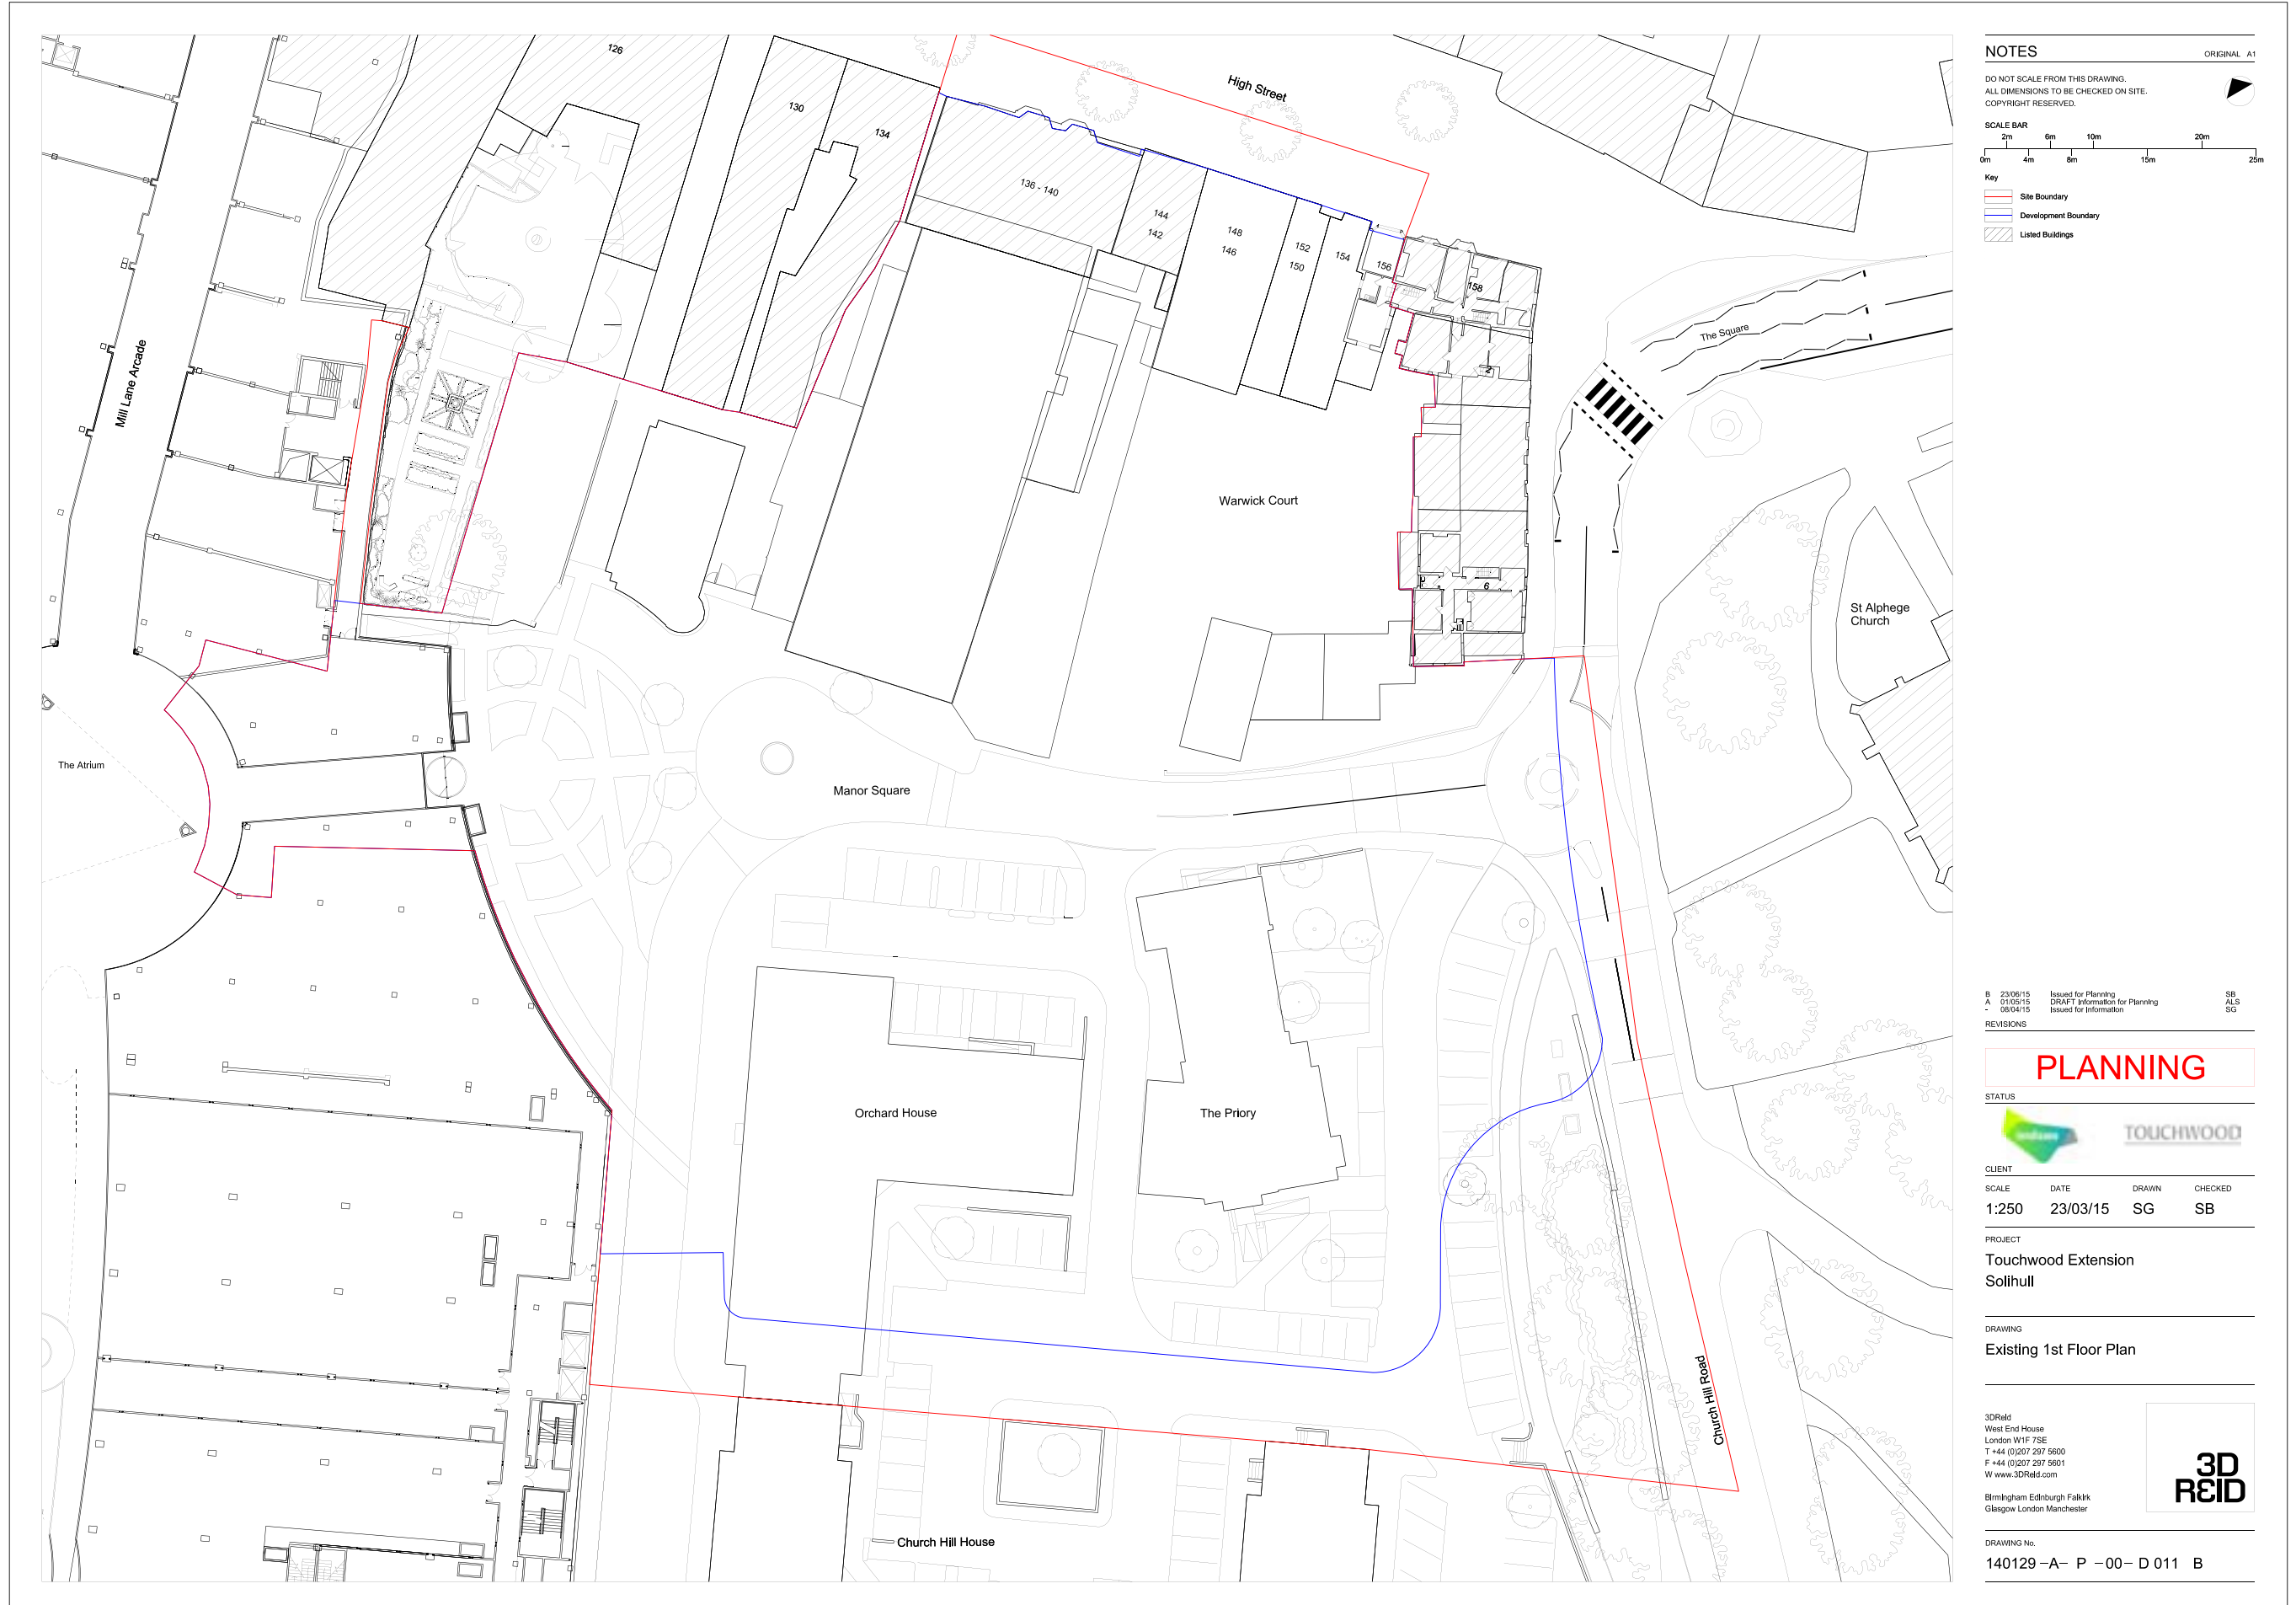 126
130
134
High Street
136 - 140
144
142
148
146
152
150
154
156
158
2
6
The Square
Mill Lane Arcade
Warwick Court
St Alphege
Church
The Atrium
Manor Square
Orchard House
The Priory
Church Hill Road
Church Hill House
NOTES
ORIGINAL A1
DO NOT SCALE FROM THIS DRAWING.
ALL DIMENSIONS TO BE CHECKED ON SITE.
COPYRIGHT RESERVED.
SCALE BAR
2m 6m 10m 20m
0m 4m 8m 15m 25m
Key
Site Boundary
Development Boundary
Listed Buildings
B 23/06/15 Issued for Planning SB
A 01/05/15 DRAFT Information for Planning ALS
- 08/04/15 Issued for Information SG
REVISIONS
PLANNING
STATUS
TOUCHWOOD
CLIENT
SCALE DATE DRAWN CHECKED
1:250 23/03/15 SG SB
PROJECT
Touchwood Extension
Solihull
DRAWING
Existing 1st Floor Plan
3DReid
West End House
London W1F 7SE
T +44 (0)207 297 5600
F +44 (0)207 297 5601
W www.3DReid.com
Birmingham Edinburgh Falkirk
Glasgow London Manchester
3D
REID
DRAWING No.
140129 -A- P -00- D 011 B